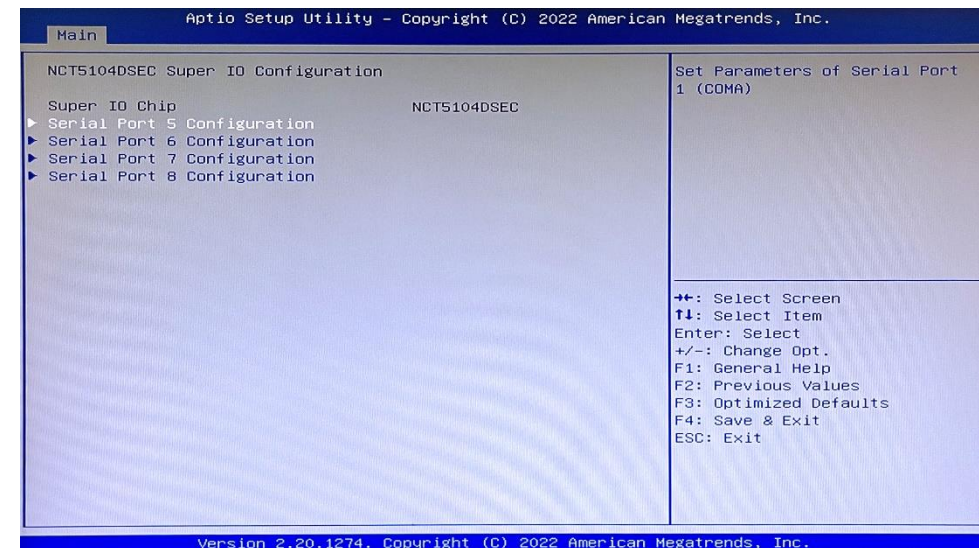 Aptio Setup Utility – Copyright (C) 2022 American Megatrends, Inc.
Main
NCT5104DSEC Super IO Configuration
Super IO Chip NCT5104DSEC
▶ Serial Port 5 Configuration
▶ Serial Port 6 Configuration
▶ Serial Port 7 Configuration
▶ Serial Port 8 Configuration
Set Parameters of Serial Port
1 (COMA)
→←: Select Screen
↑↓: Select Item
Enter: Select
+/-: Change Opt.
F1: General Help
F2: Previous Values
F3: Optimized Defaults
F4: Save & Exit
ESC: Exit
Version 2.20.1274. Copyright (C) 2022 American Megatrends, Inc.